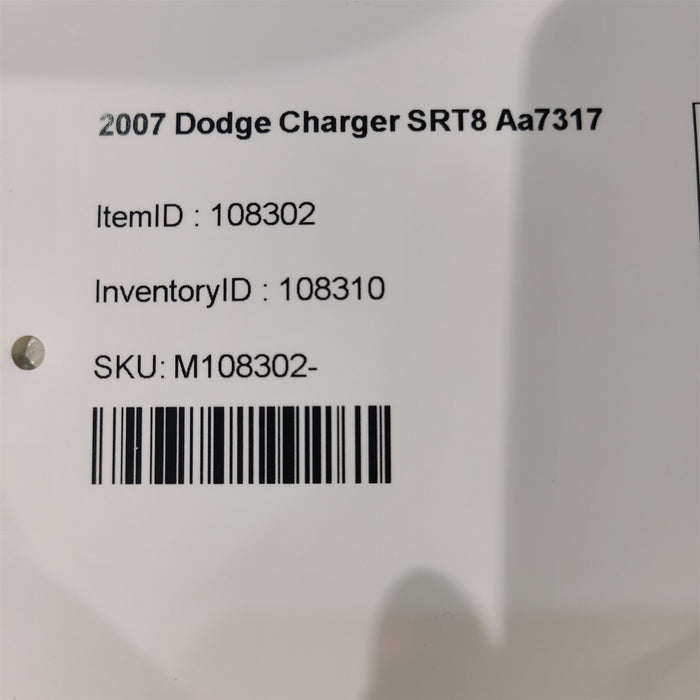 2007 Dodge Charger SRT8 Aa7317
ItemID : 108302
InventoryID : 108310
SKU: M108302-